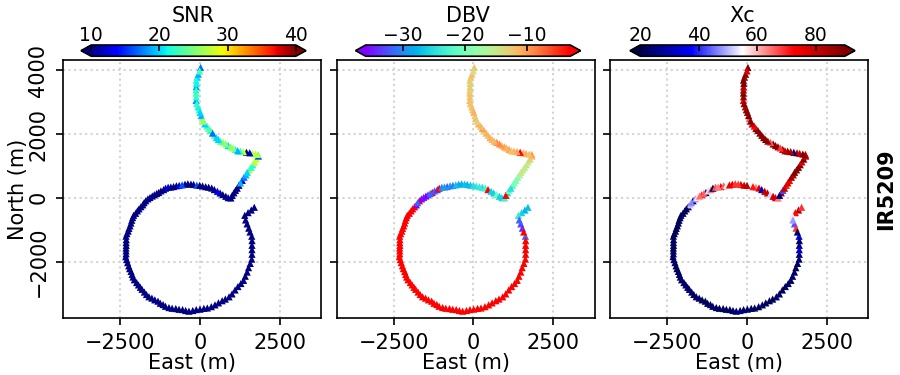 SNR DBV Xc
10 20 30 40 −30 −20 −10 20 40 60 80
4000
2000
0
−2000
North (m)
−2500 0 2500 −2500 0 2500 −2500 0 2500
East (m) East (m) East (m)
IR5209